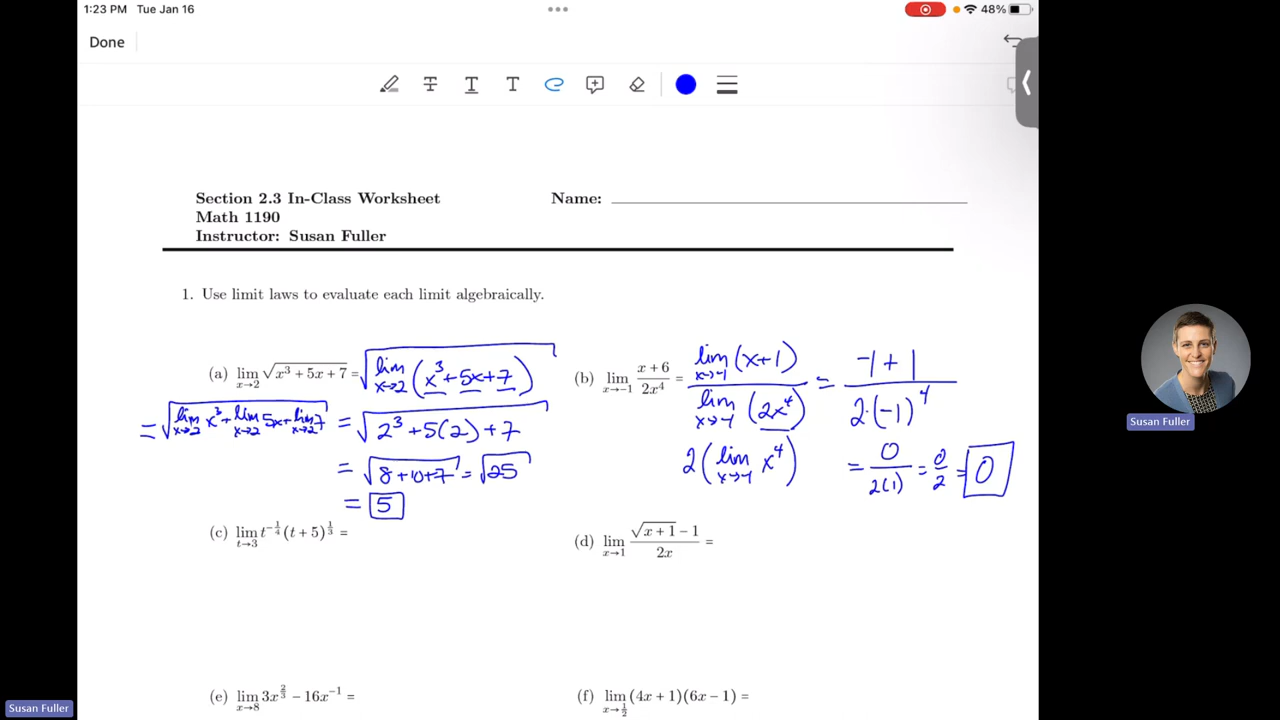 1:23 PM Tue Jan 16
48%
Done
Section 2.3 In-Class Worksheet
Name:
Math 1190
Instructor: Susan Fuller
1. Use limit laws to evaluate each limit algebraically.
(a) lim x→2 √(x³ + 5x + 7) = √(lim x→2 (x³ + 5x + 7))
= √(lim x→2 x³ + lim x→2 5x + lim x→2 7) = √(2³ + 5(2) + 7)
= √(8 + 10 + 7) = √25
= 5
(b) lim x→−1 (x + 6)/(2x⁴) = lim x→−1 (x+1) / lim x→−1 (2x⁴) = (−1 + 1)/(2·(−1)⁴)
2(lim x→−1 x⁴)
= 0/2(1) = 0/2 = 0
(c) lim t→3 t^(−1/4) (t + 5)^(1/3) =
(d) lim x→1 (√(x + 1) − 1)/(2x) =
(e) lim x→8 3x^(2/3) − 16x⁻¹ =
(f) lim x→1/2 (4x + 1)(6x − 1) =
Susan Fuller
Susan Fuller